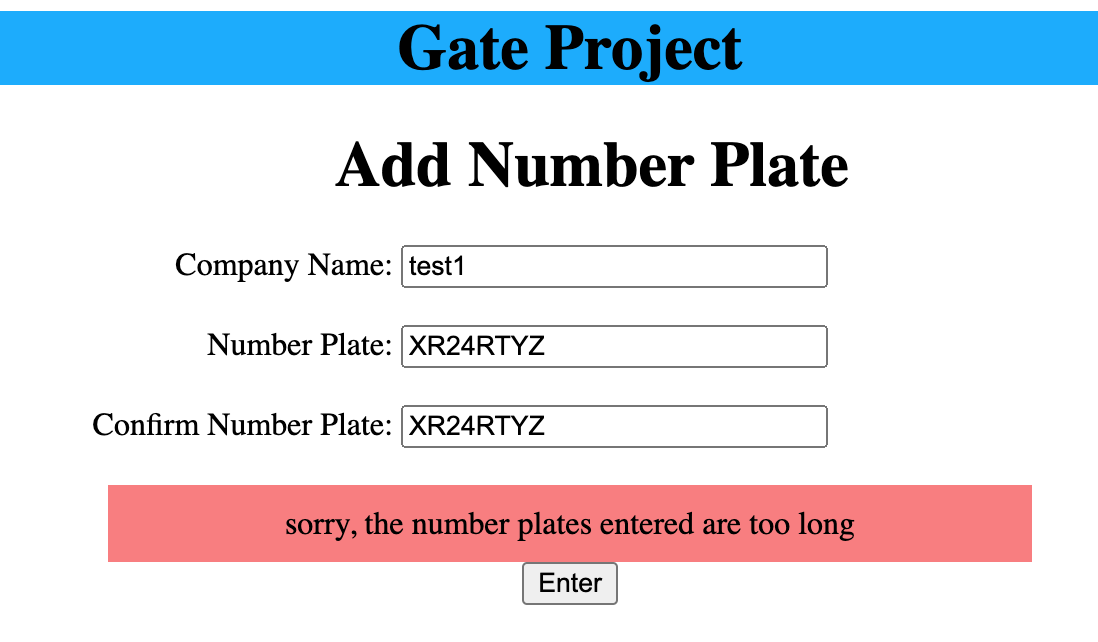 Gate Project
Add Number Plate
Company Name: test1
Number Plate: XR24RTYZ
Confirm Number Plate: XR24RTYZ
sorry, the number plates entered are too long
Enter